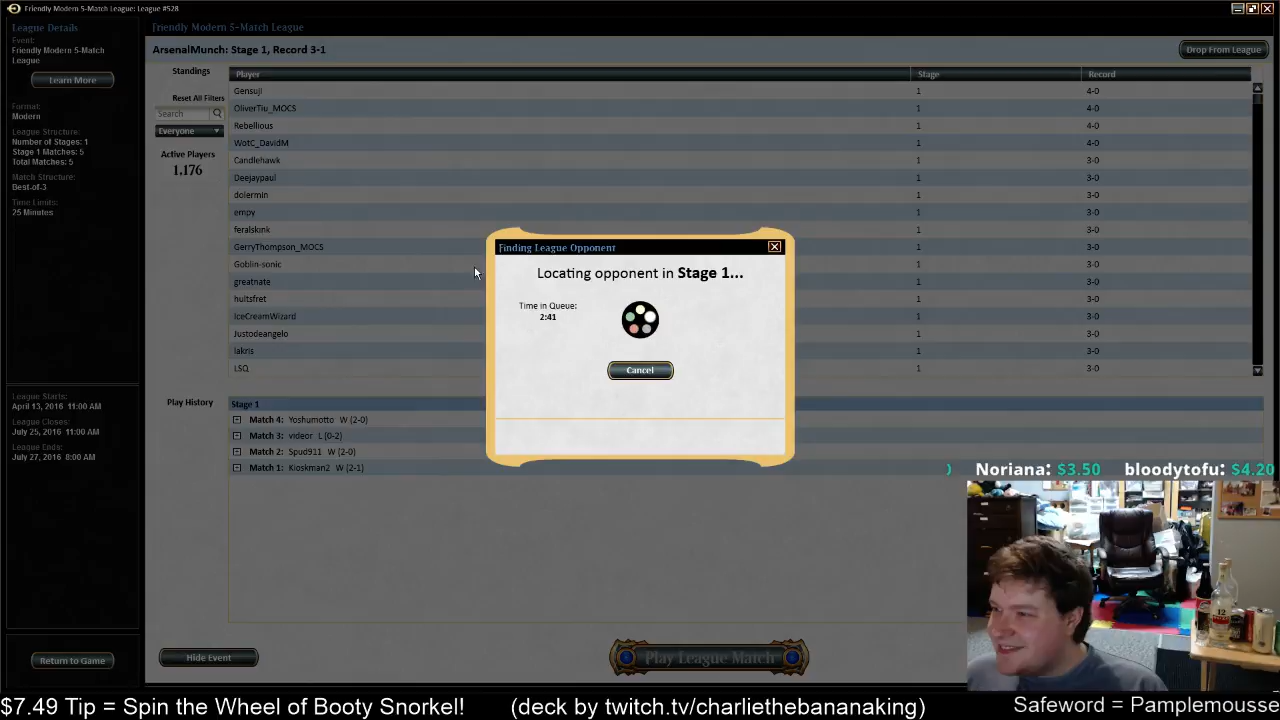 Friendly Modern 5-Match League: League #528
League Details
Event:
Friendly Modern 5-Match
League
Learn More
Format:
Modern
League Structure:
Number of Stages: 1
Stage 1 Matches: 5
Total Matches: 5
Match Structure:
Best-of-3
Time Limits:
25 Minutes
League Starts:
April 13, 2016 11:00 AM
League Closes:
July 25, 2016 11:00 AM
League Ends:
July 27, 2016 8:00 AM
Return to Game
Friendly Modern 5-Match League
ArsenalMunch: Stage 1, Record 3-1
Drop From League
Standings
Reset All Filters
Search
Everyone
Active Players
1,176
Player Stage Record
Gensuji 1 4-0
OliverTiu_MOCS 1 4-0
Rebellious 1 4-0
WotC_DavidM 1 4-0
Candlehawk 1 3-0
Deejaypaul 1 3-0
dolermin 1 3-0
empy 1 3-0
feralskink 1 3-0
GerryThompson_MOCS 1 3-0
Goblin-sonic 1 3-0
greatnate 1 3-0
hultsfret 1 3-0
IceCreamWizard 1 3-0
Justodeangelo 1 3-0
lakris 1 3-0
LSQ 1 3-0
Finding League Opponent
Locating opponent in Stage 1...
Time in Queue:
2:41
Cancel
Play History
Stage 1
Match 4: Yoshumotto W (2-0)
Match 3: videor L (0-2)
Match 2: Spud911 W (2-0)
Match 1: Kioskman2 W (2-1)
Hide Event
Play League Match
) Noriana: $3.50 bloodytofu: $4.20
$7.49 Tip = Spin the Wheel of Booty Snorkel! (deck by twitch.tv/charliethebananaking) Safeword = Pamplemousse